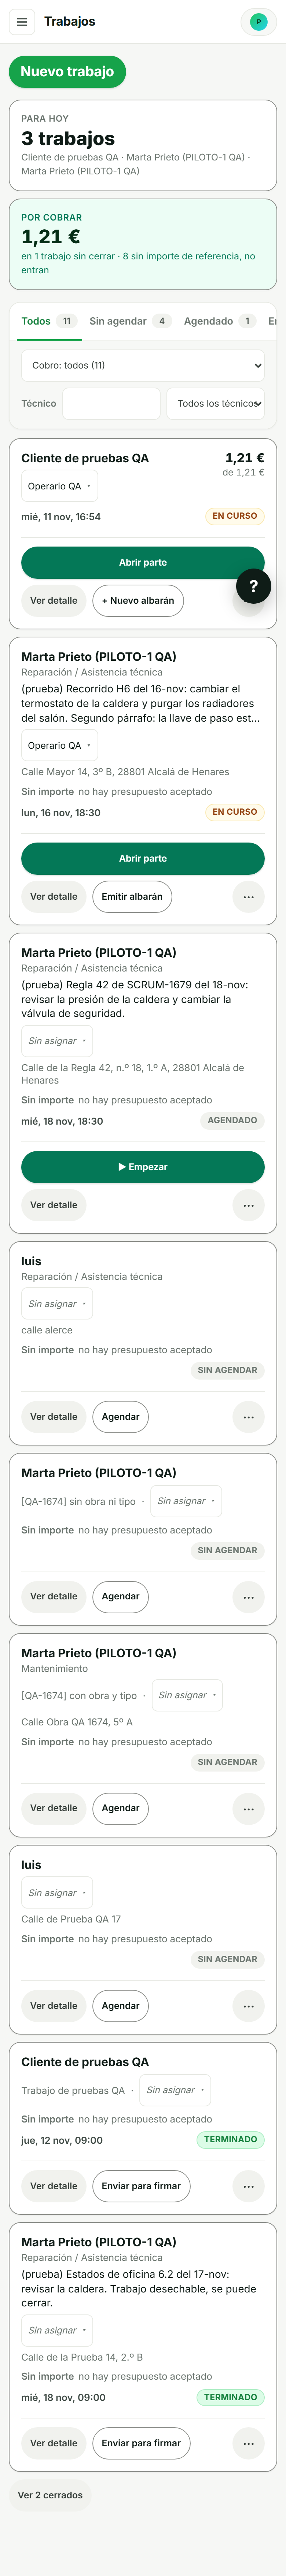 Trabajos
P
Nuevo trabajo
PARA HOY
3 trabajos
Cliente de pruebas QA · Marta Prieto (PILOTO-1 QA) ·
Marta Prieto (PILOTO-1 QA)
POR COBRAR
1,21 €
en 1 trabajo sin cerrar · 8 sin importe de referencia, no
entran
Todos 11 Sin agendar 4 Agendado 1
Cobro: todos (11)
Técnico Todos los técnicos
Cliente de pruebas QA 1,21 €
de 1,21 €
Operario QA
mié, 11 nov, 16:54 EN CURSO
Abrir parte
?
Ver detalle + Nuevo albarán
Marta Prieto (PILOTO-1 QA)
Reparación / Asistencia técnica
(prueba) Recorrido H6 del 16-nov: cambiar el
termostato de la caldera y purgar los radiadores
del salón. Segundo párrafo: la llave de paso est...
Operario QA
Calle Mayor 14, 3º B, 28801 Alcalá de Henares
Sin importe no hay presupuesto aceptado
lun, 16 nov, 18:30 EN CURSO
Abrir parte
Ver detalle Emitir albarán ...
Marta Prieto (PILOTO-1 QA)
Reparación / Asistencia técnica
(prueba) Regla 42 de SCRUM-1679 del 18-nov:
revisar la presión de la caldera y cambiar la
válvula de seguridad.
Sin asignar
Calle de la Regla 42, n.º 18, 1.º A, 28801 Alcalá de
Henares
Sin importe no hay presupuesto aceptado
mié, 18 nov, 18:30 AGENDADO
▶ Empezar
Ver detalle ...
luis
Reparación / Asistencia técnica
Sin asignar
calle alerce
Sin importe no hay presupuesto aceptado
SIN AGENDAR
Ver detalle Agendar ...
Marta Prieto (PILOTO-1 QA)
[QA-1674] sin obra ni tipo · Sin asignar
Sin importe no hay presupuesto aceptado
SIN AGENDAR
Ver detalle Agendar ...
Marta Prieto (PILOTO-1 QA)
Mantenimiento
[QA-1674] con obra y tipo · Sin asignar
Calle Obra QA 1674, 5º A
Sin importe no hay presupuesto aceptado
SIN AGENDAR
Ver detalle Agendar ...
luis
Sin asignar
Calle de Prueba QA 17
Sin importe no hay presupuesto aceptado
SIN AGENDAR
Ver detalle Agendar ...
Cliente de pruebas QA
Trabajo de pruebas QA · Sin asignar
Sin importe no hay presupuesto aceptado
jue, 12 nov, 09:00 TERMINADO
Ver detalle Enviar para firmar ...
Marta Prieto (PILOTO-1 QA)
Reparación / Asistencia técnica
(prueba) Estados de oficina 6.2 del 17-nov:
revisar la caldera. Trabajo desechable, se puede
cerrar.
Sin asignar
Calle de la Prueba 14, 2.º B
Sin importe no hay presupuesto aceptado
mié, 18 nov, 09:00 TERMINADO
Ver detalle Enviar para firmar ...
Ver 2 cerrados